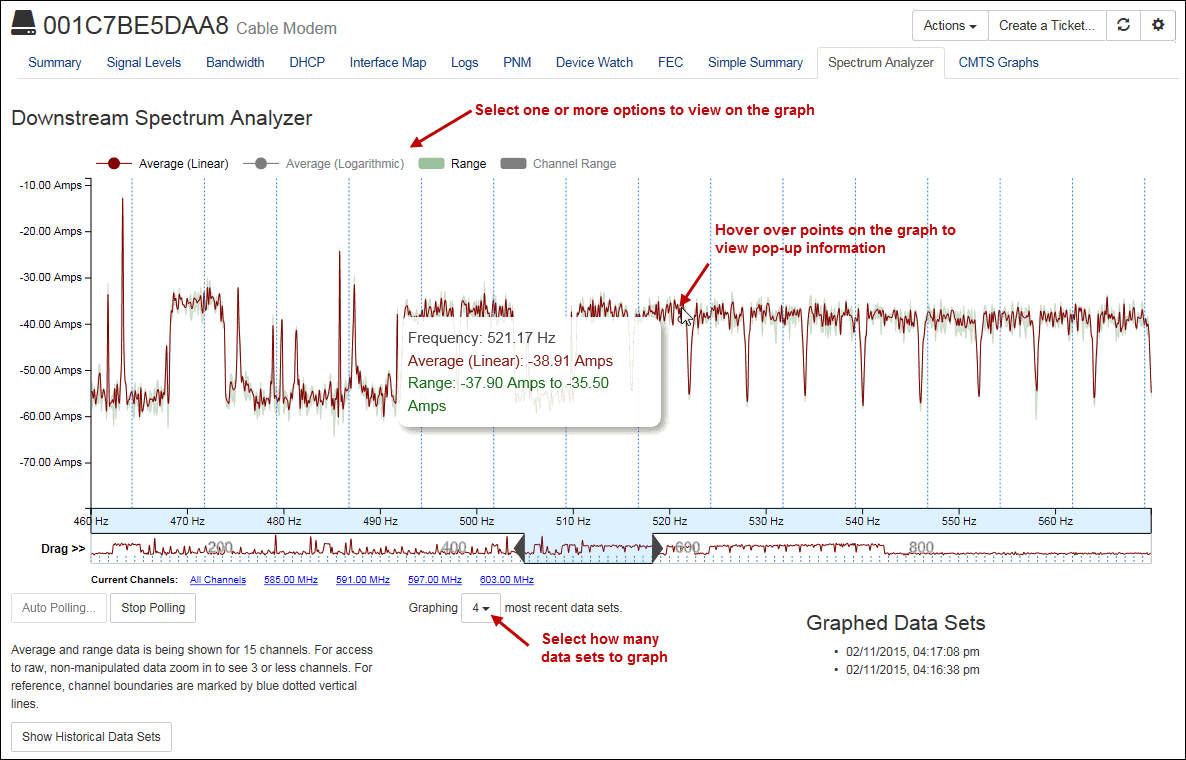 001C7BE5DAA8 Cable Modem
Actions
Create a Ticket...
Summary
Signal Levels
Bandwidth
DHCP
Interface Map
Logs
PNM
Device Watch
FEC
Simple Summary
Spectrum Analyzer
CMTS Graphs
Select one or more options to view on the graph
Downstream Spectrum Analyzer
Average (Linear)
Average (Logarithmic)
Range
Channel Range
-10.00 Amps
-20.00 Amps
-30.00 Amps
-40.00 Amps
-50.00 Amps
-60.00 Amps
-70.00 Amps
Hover over points on the graph to
view pop-up information
Frequency: 521.17 Hz
Average (Linear): -38.91 Amps
Range: -37.90 Amps to -35.50
Amps
460 Hz
470 Hz
480 Hz
490 Hz
500 Hz
510 Hz
520 Hz
530 Hz
540 Hz
550 Hz
560 Hz
Drag >>
200
400
600
800
Current Channels:
All Channels
585.00 MHz
591.00 MHz
597.00 MHz
603.00 MHz
Auto Polling...
Stop Polling
Graphing 4 most recent data sets.
Select how many
data sets to graph
Average and range data is being shown for 15 channels. For access
to raw, non-manipulated data zoom in to see 3 or less channels. For
reference, channel boundaries are marked by blue dotted vertical
lines.
Show Historical Data Sets
Graphed Data Sets
• 02/11/2015, 04:17:08 pm
• 02/11/2015, 04:16:38 pm